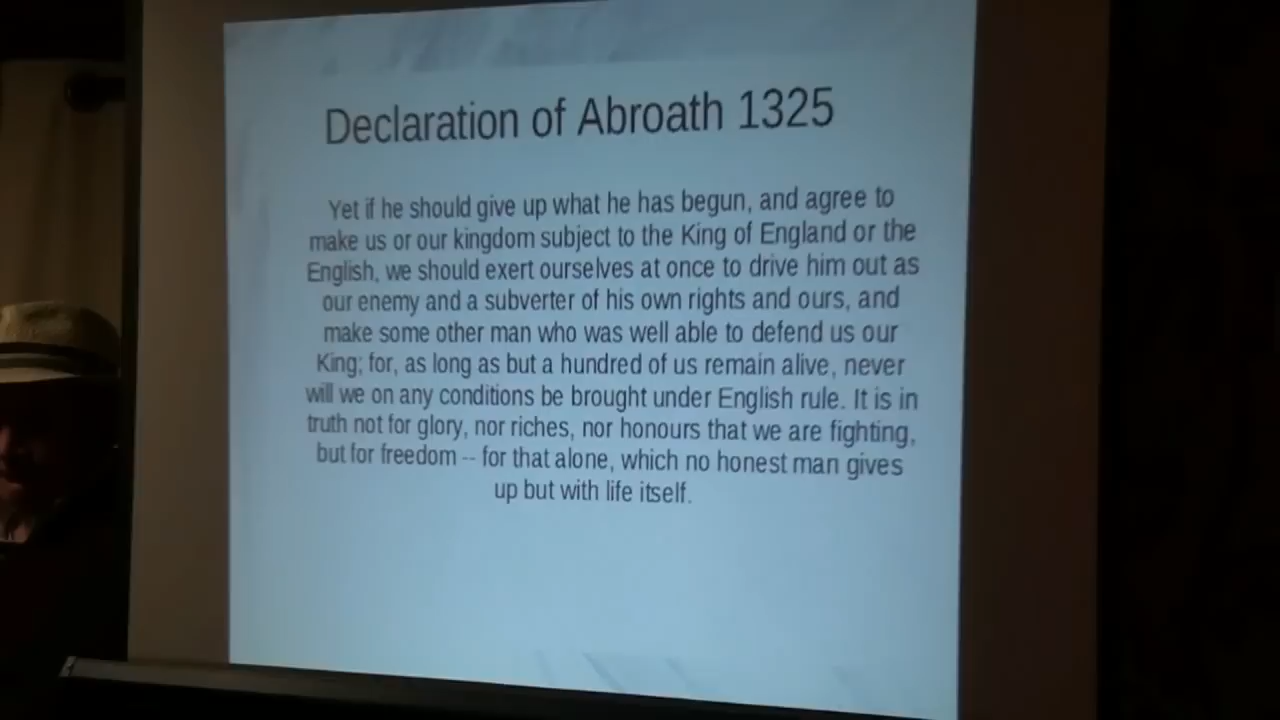 Declaration of Abroath 1325
Yet if he should give up what he has begun, and agree to
make us or our kingdom subject to the King of England or the
English, we should exert ourselves at once to drive him out as
our enemy and a subverter of his own rights and ours, and
make some other man who was well able to defend us our
King; for, as long as but a hundred of us remain alive, never
will we on any conditions be brought under English rule. It is in
truth not for glory, nor riches, nor honours that we are fighting,
but for freedom -- for that alone, which no honest man gives
up but with life itself.